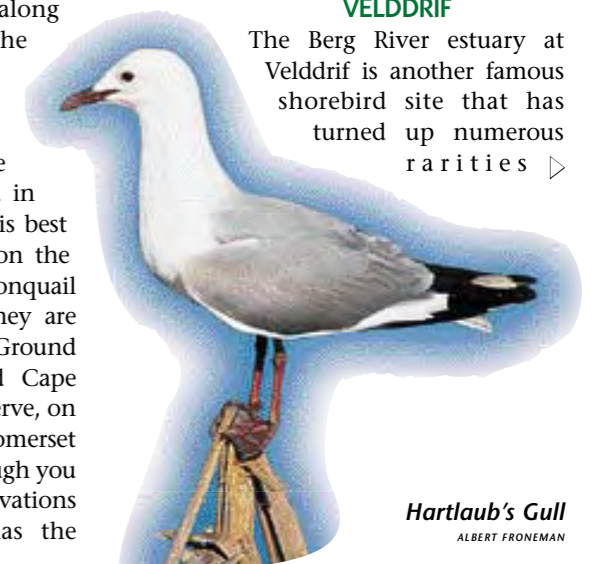 along
he
e
in
is best
on the
onquail
hey are
Ground
d Cape
erve, on
omerset
ugh you
vations
as the
VELDDRIF
The Berg River estuary at
Velddrif is another famous
shorebird site that has
turned up numerous
rarities
Hartlaub's Gull
ALBERT FRONEMAN